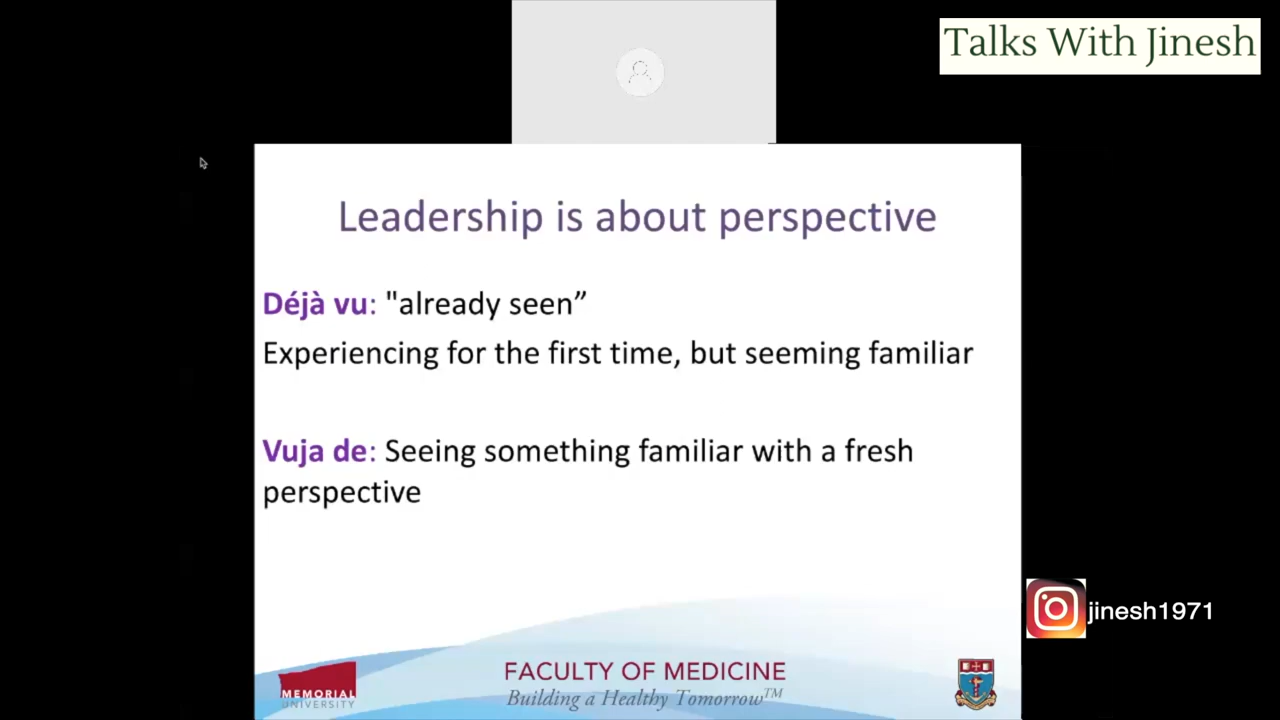 Talks With Jinesh
Leadership is about perspective
Déjà vu: "already seen”
Experiencing for the first time, but seeming familiar
Vuja de: Seeing something familiar with a fresh
perspective
jinesh1971
MEMORIAL
UNIVERSITY
FACULTY OF MEDICINE
Building a Healthy Tomorrow™